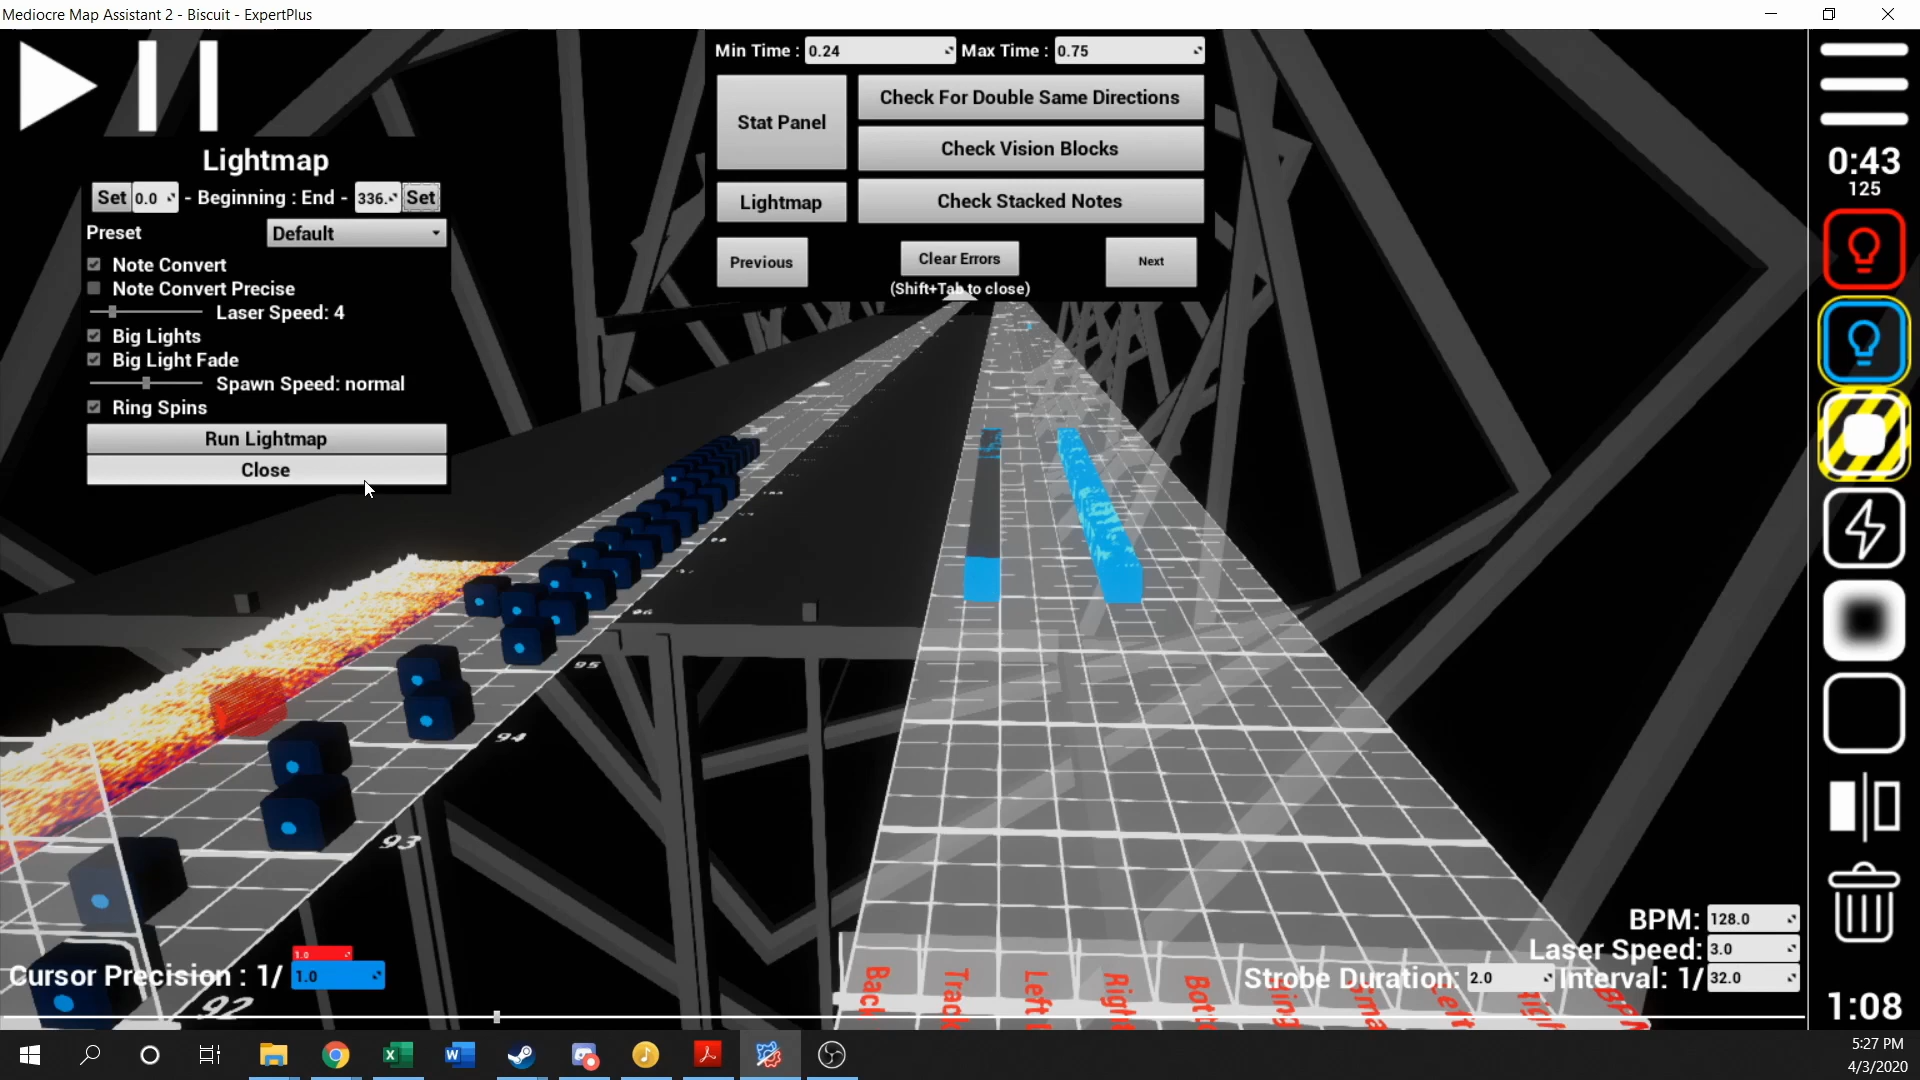 Mediocre Map Assistant 2 - Biscuit - ExpertPlus
Min Time : 0.24 Max Time : 0.75
Stat Panel
Check For Double Same Directions
Check Vision Blocks
Lightmap
Check Stacked Notes
Previous
Clear Errors
Next
(Shift+Tab to close)
Lightmap
Set 0.0 - Beginning : End - 336. Set
Preset Default
Note Convert
Note Convert Precise
Laser Speed: 4
Big Lights
Big Light Fade
Spawn Speed: normal
Ring Spins
Run Lightmap
Close
0:43
125
96
95
94
93
92
Back
Track
Left
Right
BPM
BPM: 128.0
Laser Speed: 3.0
Strobe Duration: 2.0 Interval: 1/ 32.0
1.0
Cursor Precision : 1/ 1.0
1:08
5:27 PM
4/3/2020